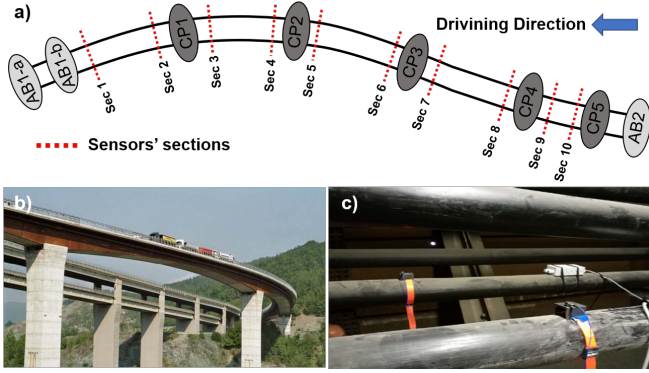 a)
Drivining Direction
AB1-a
AB1-b
CP1
CP2
CP3
CP4
CP5
AB2
Sec 1
Sec 2
Sec 3
Sec 4
Sec 5
Sec 6
Sec 7
Sec 8
Sec 9
Sec 10
Sensors' sections
b)
c)